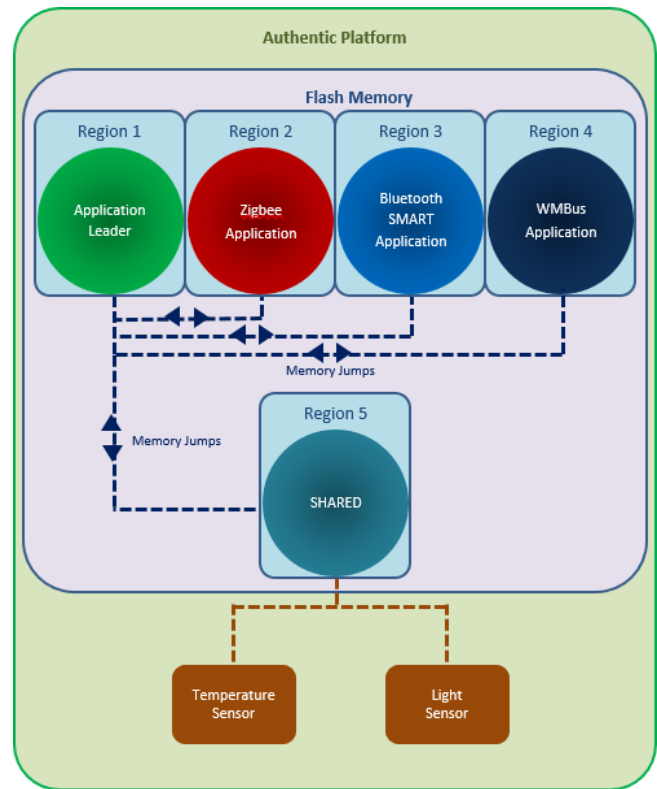 Authentic Platform
Flash Memory
Region 1
Region 2
Region 3
Region 4
Application
Leader
Zigbee
Application
Bluetooth
SMART
Application
WMBus
Application
Memory Jumps
Memory Jumps
Region 5
SHARED
Temperature
Sensor
Light
Sensor